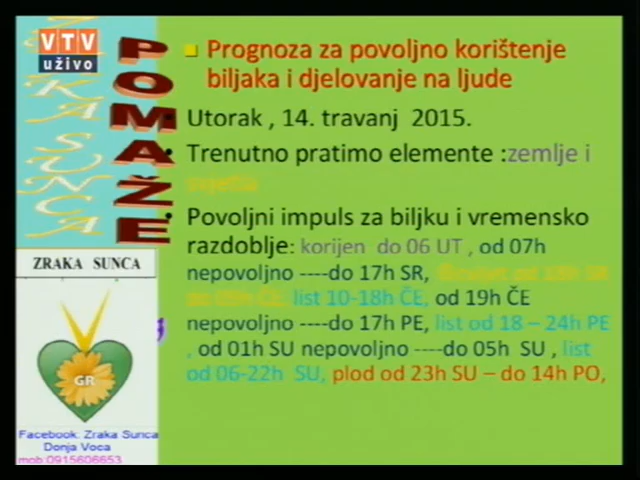 VTV
uživo
ZRAKA SUNCA
POMAŽE
Prognoza za povoljno korištenje
biljaka i djelovanje na ljude
Utorak , 14. travanj 2015.
Trenutno pratimo elemente :zemlje i
Povoljni impuls za biljku i vremensko
razdoblje: korijen do 06 UT , od 07h
nepovoljno ----do 17h SR,
list 10-18h ČE, od 19h ČE
nepovoljno ----do 17h PE, list od 18 – 24h PE
, od 01h SU nepovoljno ----do 05h SU , list
od 06-22h SU, plod od 23h SU – do 14h PO,
ZRAKA SUNCA
GR
Facebook: Zraka Sunca
Donja Voca
mob:0915606653